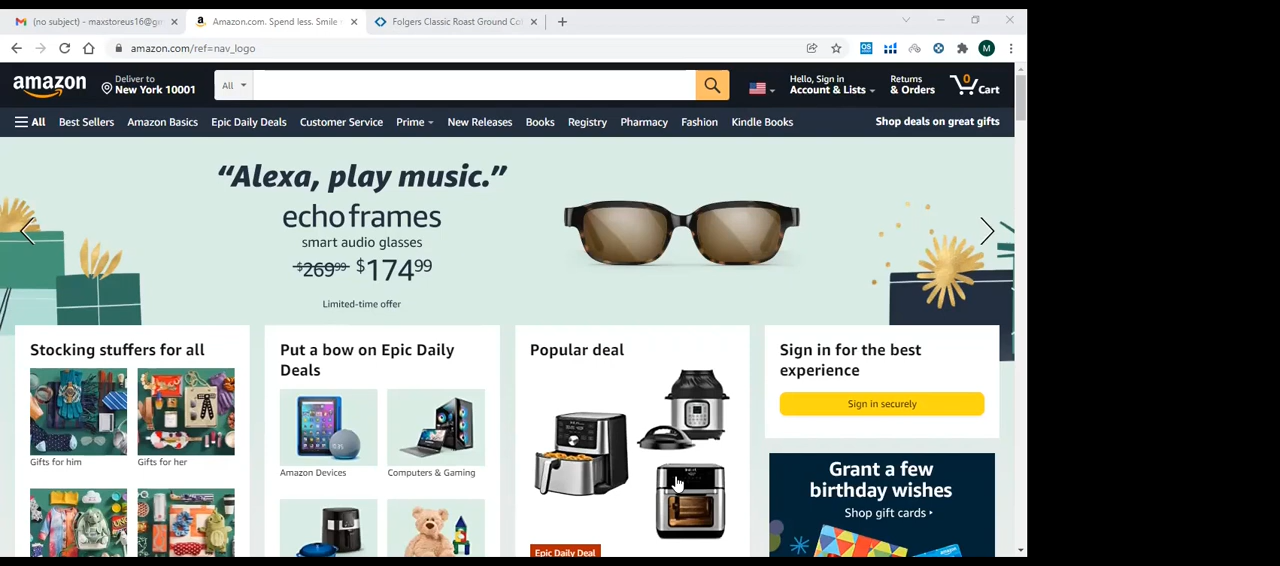 (no subject) - maxstoreus16@gm
Amazon.com. Spend less. Smile
Folgers Classic Roast Ground Co
amazon.com/ref=nav_logo
QS
M
amazon
Deliver to
New York 10001
All
Hello, Sign in
Account & Lists
Returns
& Orders
0
Cart
All
Best Sellers
Amazon Basics
Epic Daily Deals
Customer Service
Prime
New Releases
Books
Registry
Pharmacy
Fashion
Kindle Books
Shop deals on great gifts
“Alexa, play music.”
echo frames
smart audio glasses
$269⁹⁹ $174⁹⁹
Limited-time offer
Stocking stuffers for all
Gifts for him
Gifts for her
Put a bow on Epic Daily
Deals
Amazon Devices
Computers & Gaming
Popular deal
Epic Daily Deal
Sign in for the best
experience
Sign in securely
Grant a few
birthday wishes
Shop gift cards